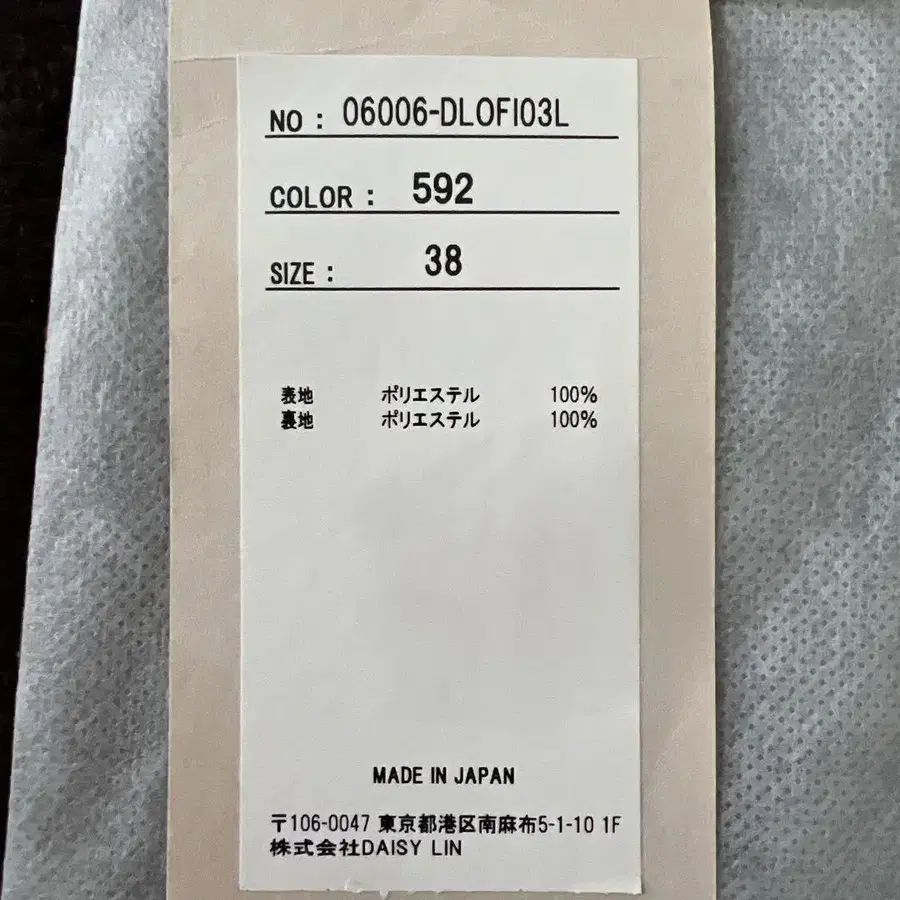 NO : 06006-DLOFI03L
COLOR : 592
SIZE : 38
表地 ポリエステル 100%
裏地 ポリエステル 100%
MADE IN JAPAN
〒106-0047 東京都港区南麻布5-1-10 1F
株式会社DAISY LIN